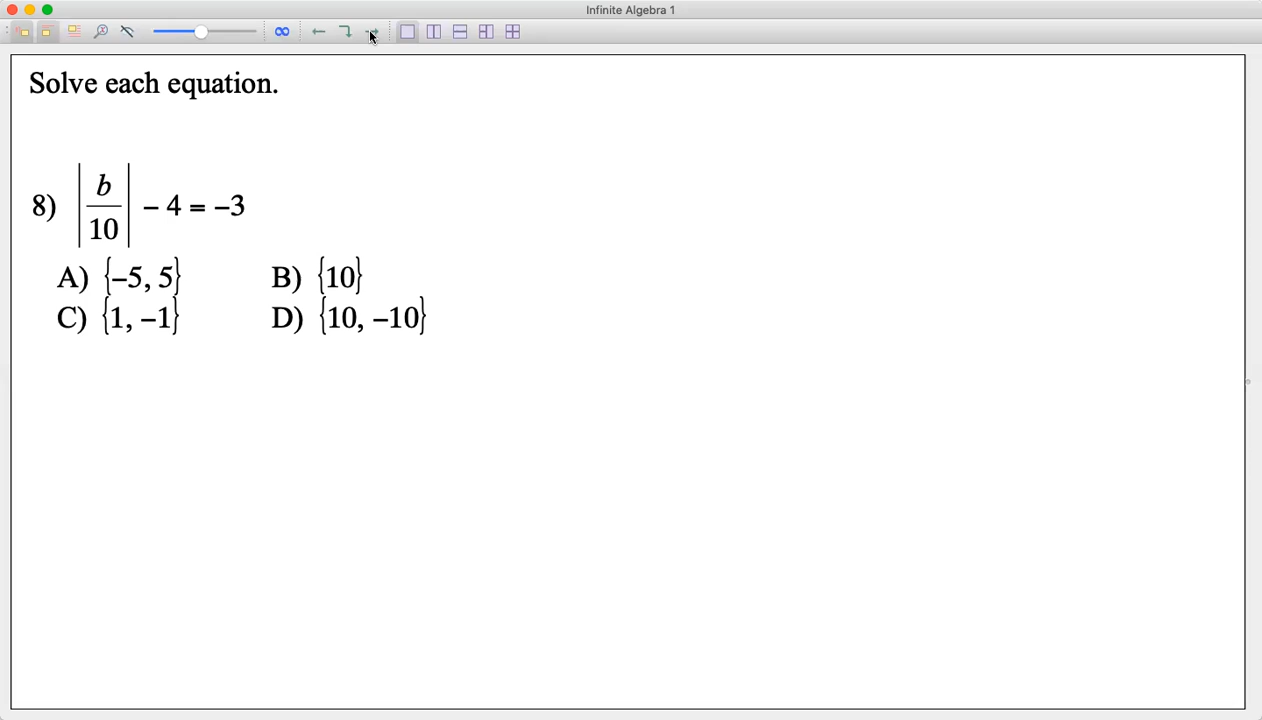 Infinite Algebra 1
Solve each equation.
8) |b/10| − 4 = −3
A) {−5, 5} B) {10}
C) {1, −1} D) {10, −10}